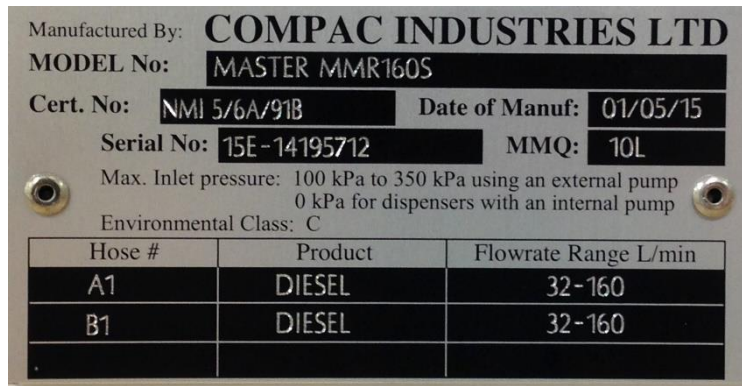 Manufactured By: COMPAC INDUSTRIES LTD
MODEL No: MASTER MMR160S
Cert. No: NMI 5/6A/91B Date of Manuf: 01/05/15
Serial No: 15E-14195712 MMQ: 10L
Max. Inlet pressure: 100 kPa to 350 kPa using an external pump
0 kPa for dispensers with an internal pump
Environmental Class: C
Hose # Product Flowrate Range L/min
A1 DIESEL 32-160
B1 DIESEL 32-160